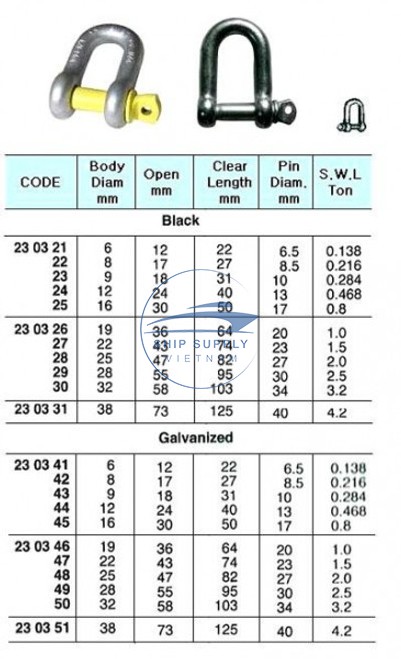 CODE Body Diam mm Open mm Clear Length mm Pin Diam. mm S.W.L Ton
Black
23 03 21 6 12 22 6.5 0.138
22 8 17 27 8.5 0.216
23 9 18 31 10 0.284
24 12 24 40 13 0.468
25 16 30 50 17 0.8
23 03 26 19 36 64 20 1.0
27 22 43 74 23 1.5
28 25 47 82 27 2.0
29 28 55 95 30 2.5
30 32 58 103 34 3.2
23 03 31 38 73 125 40 4.2
SHIP SUPPLY
VIETNAM
Galvanized
23 03 41 6 12 22 6.5 0.138
42 8 17 27 8.5 0.216
43 9 18 31 10 0.284
44 12 24 40 13 0.468
45 16 30 50 17 0.8
23 03 46 19 36 64 20 1.0
47 22 43 74 23 1.5
48 25 47 82 27 2.0
49 28 55 95 30 2.5
50 32 58 103 34 3.2
23 03 51 38 73 125 40 4.2